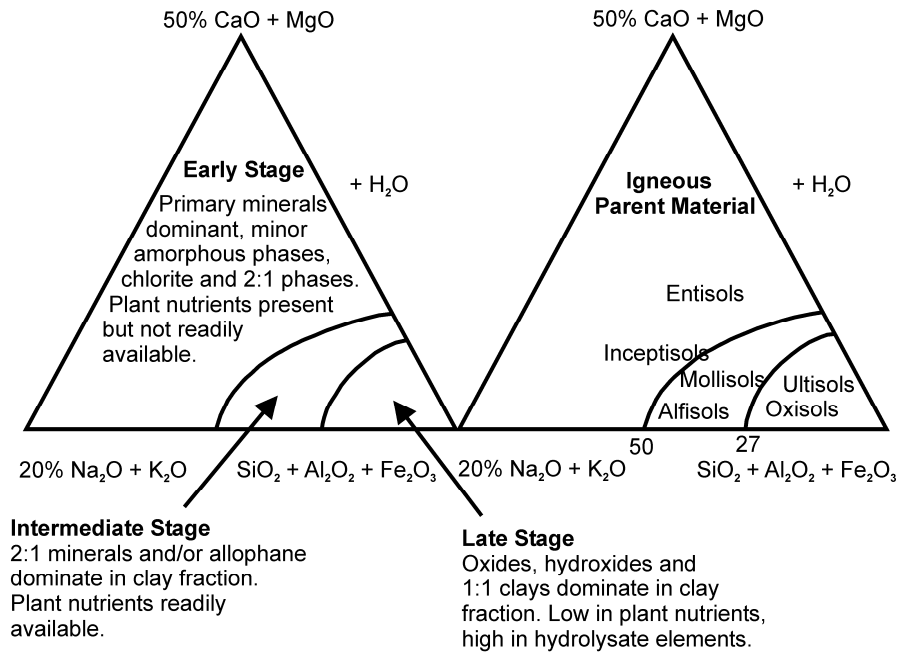 50% CaO + MgO
Early Stage
Primary minerals
dominant, minor
amorphous phases,
chlorite and 2:1 phases.
Plant nutrients present
but not readily
available.
+ H₂O
20% Na₂O + K₂O
SiO₂ + Al₂O₂ + Fe₂O₃
Intermediate Stage
2:1 minerals and/or allophane
dominate in clay fraction.
Plant nutrients readily
available.
Late Stage
Oxides, hydroxides and
1:1 clays dominate in clay
fraction. Low in plant nutrients,
high in hydrolysate elements.
50% CaO + MgO
Igneous
Parent Material
+ H₂O
Entisols
Inceptisols
Mollisols
Ultisols
Alfisols
Oxisols
50
27
20% Na₂O + K₂O
SiO₂ + Al₂O₂ + Fe₂O₃